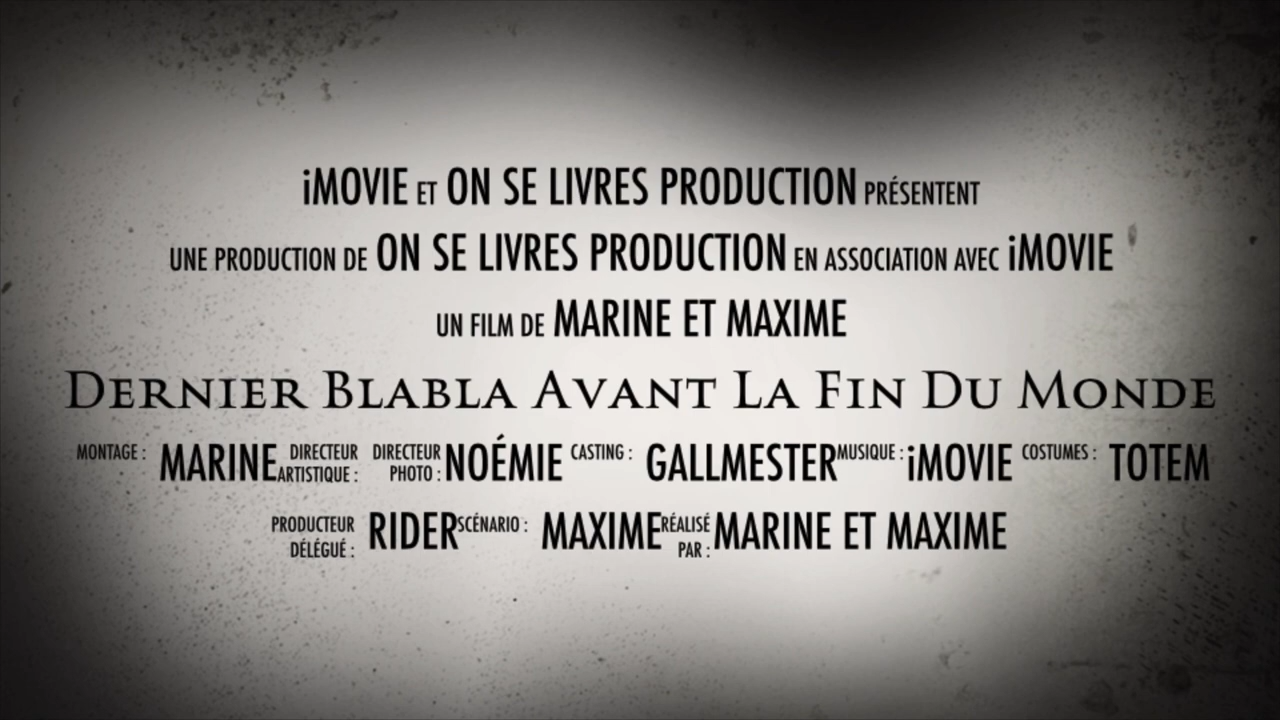 iMOVIE ET ON SE LIVRES PRODUCTION PRÉSENTENT
UNE PRODUCTION DE ON SE LIVRES PRODUCTION EN ASSOCIATION AVEC iMOVIE
UN FILM DE MARINE ET MAXIME
DERNIER BLABLA AVANT LA FIN DU MONDE
MONTAGE : MARINE DIRECTEUR ARTISTIQUE : DIRECTEUR PHOTO : NOÉMIE CASTING : GALLMESTER MUSIQUE : iMOVIE COSTUMES : TOTEM
PRODUCTEUR DÉLÉGUÉ : RIDER SCÉNARIO : MAXIME RÉALISÉ PAR : MARINE ET MAXIME